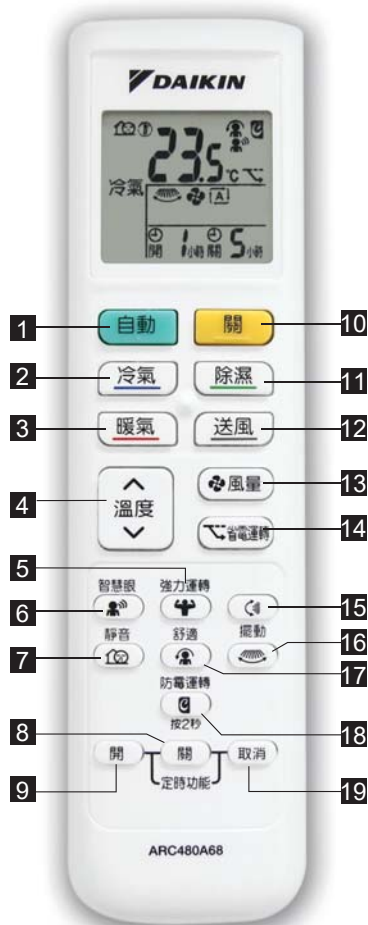 DAIKIN
23.5℃
冷氣
A
開 1小時 關 5小時
1 自動 關 10
2 冷氣 除濕 11
3 暖氣 送風 12
4 溫度 風量 13
省電運轉 14
5 強力運轉
智慧眼
6 15
靜音 舒適 擺動
7 16
17
防霉運轉
按2秒 18
8
9 開 關 取消 19
定時功能
ARC480A68